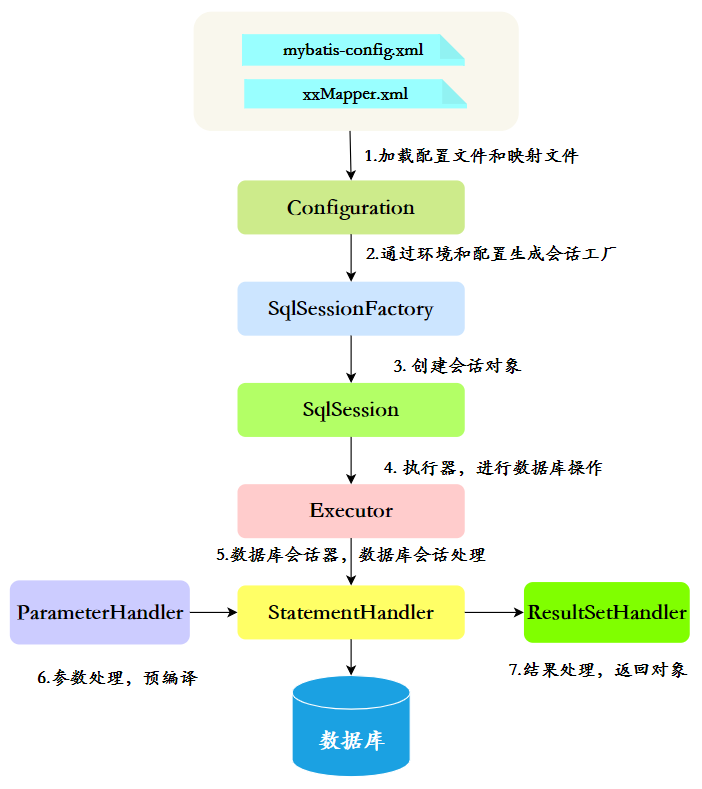 mybatis-config.xml
xxMapper.xml
1.加载配置文件和映射文件
Configuration
2.通过环境和配置生成会话工厂
SqlSessionFactory
3. 创建会话对象
SqlSession
4. 执行器，进行数据库操作
Executor
5.数据库会话器，数据库会话处理
ParameterHandler
StatementHandler
ResultSetHandler
6.参数处理，预编译
7.结果处理，返回对象
数据库